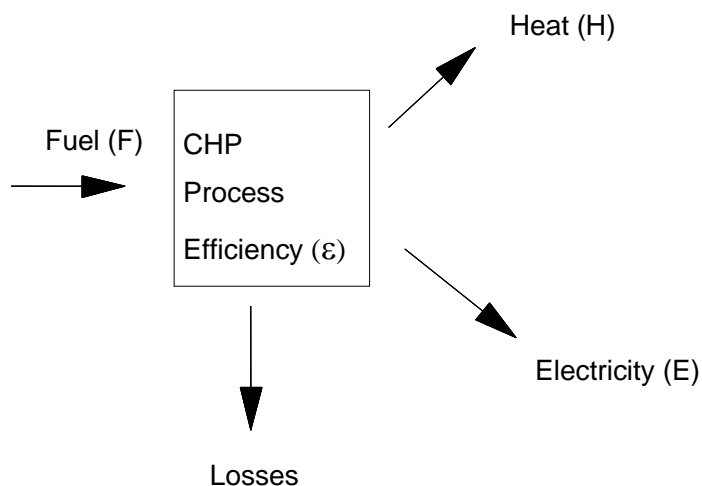 Heat (H)
Fuel (F)
CHP
Process
Efficiency (ε)
Electricity (E)
Losses